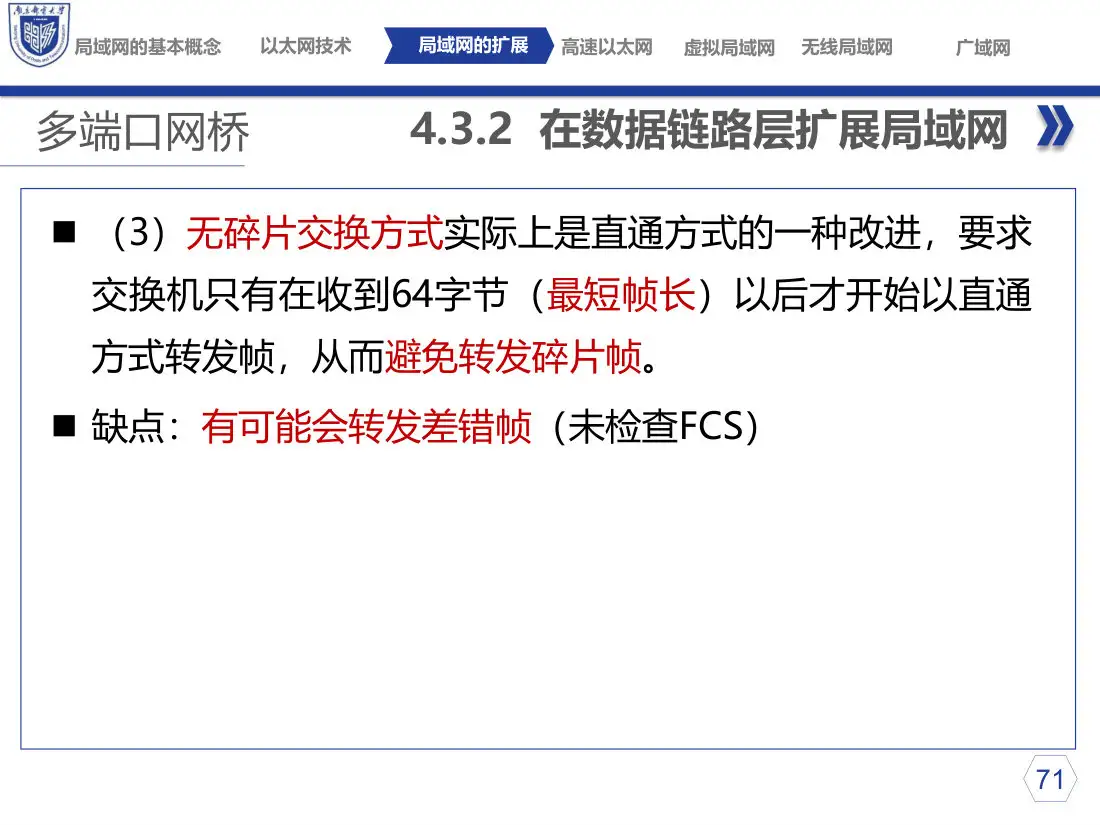 南京邮电大学
局域网的基本概念 以太网技术 局域网的扩展 高速以太网 虚拟局域网 无线局域网 广域网
多端口网桥 4.3.2 在数据链路层扩展局域网
■ （3）无碎片交换方式实际上是直通方式的一种改进，要求
交换机只有在收到64字节（最短帧长）以后才开始以直通
方式转发帧，从而避免转发碎片帧。
■ 缺点：有可能会转发差错帧（未检查FCS）
71